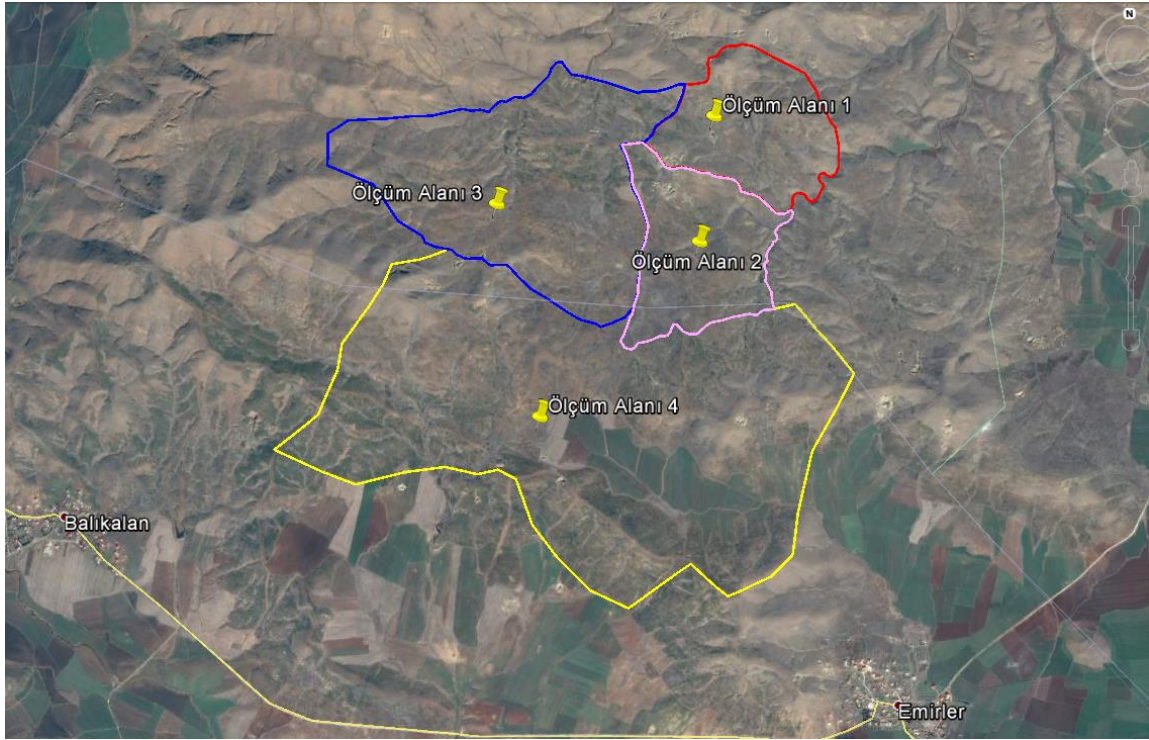 N
Ölçüm Alanı 1
Ölçüm Alanı 3
Ölçüm Alanı 2
Ölçüm Alanı 4
Balıkalan
Emirler